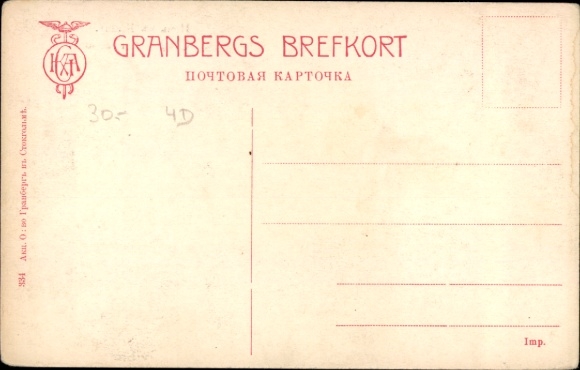 GRANBERGS BREFKORT
ПОЧТОВАЯ КАРТОЧКА
30.- 4D
334 Акц. О:во Гранбергъ въ Стокгольмѣ.
Imp.